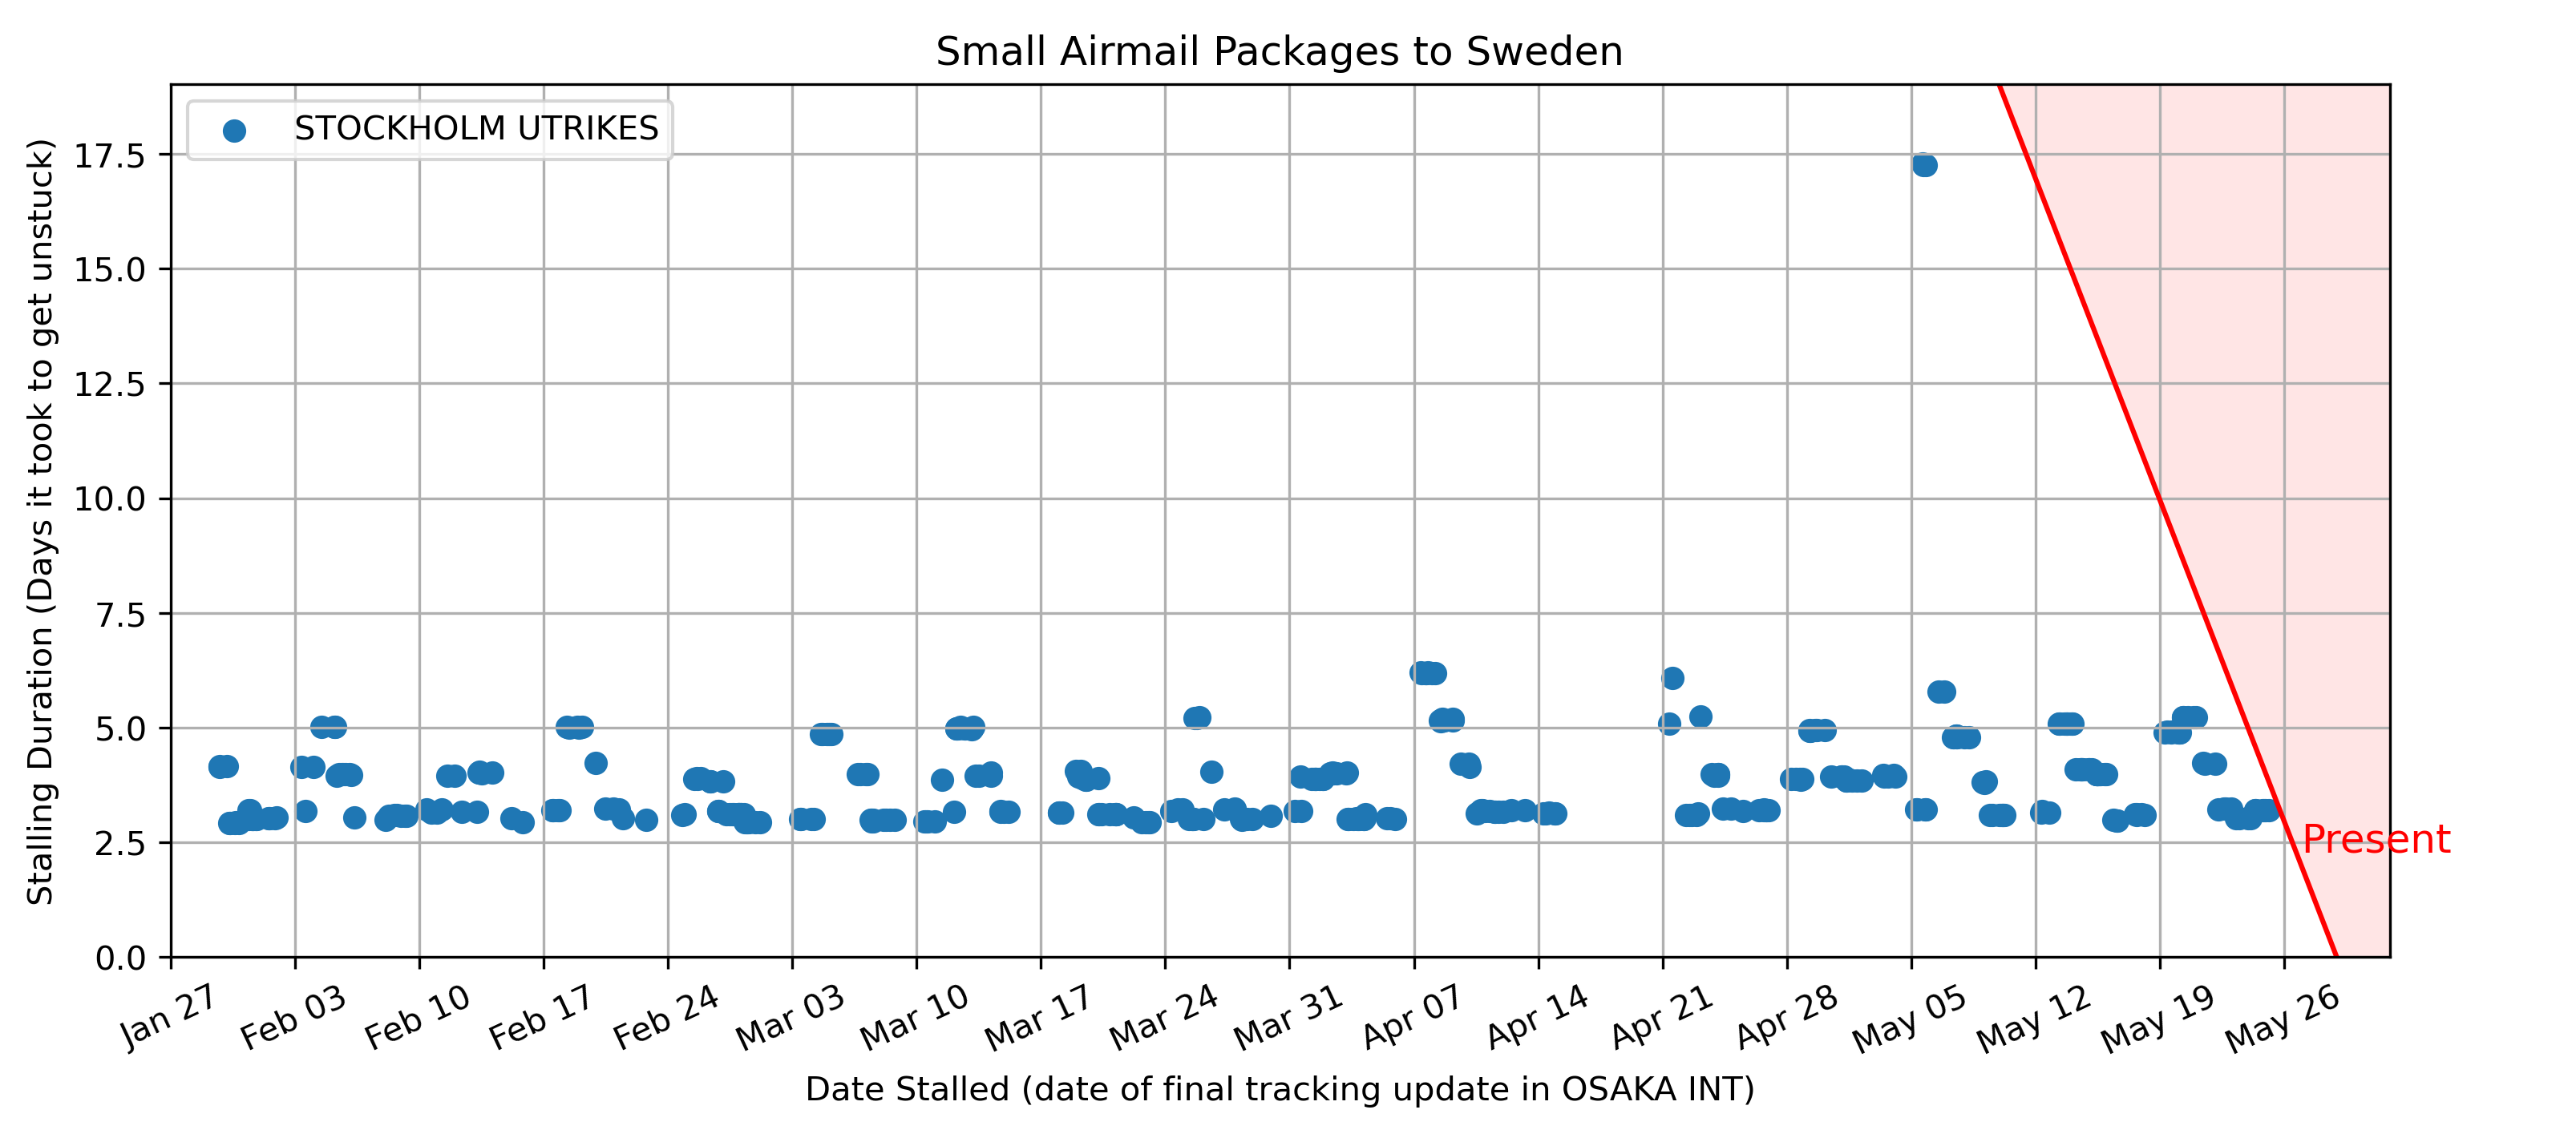 Small Airmail Packages to Sweden
STOCKHOLM UTRIKES
Stalling Duration (Days it took to get unstuck)
17.5
15.0
12.5
10.0
7.5
5.0
2.5
0.0
Present
Jan 27
Feb 03
Feb 10
Feb 17
Feb 24
Mar 03
Mar 10
Mar 17
Mar 24
Mar 31
Apr 07
Apr 14
Apr 21
Apr 28
May 05
May 12
May 19
May 26
Date Stalled (date of final tracking update in OSAKA INT)